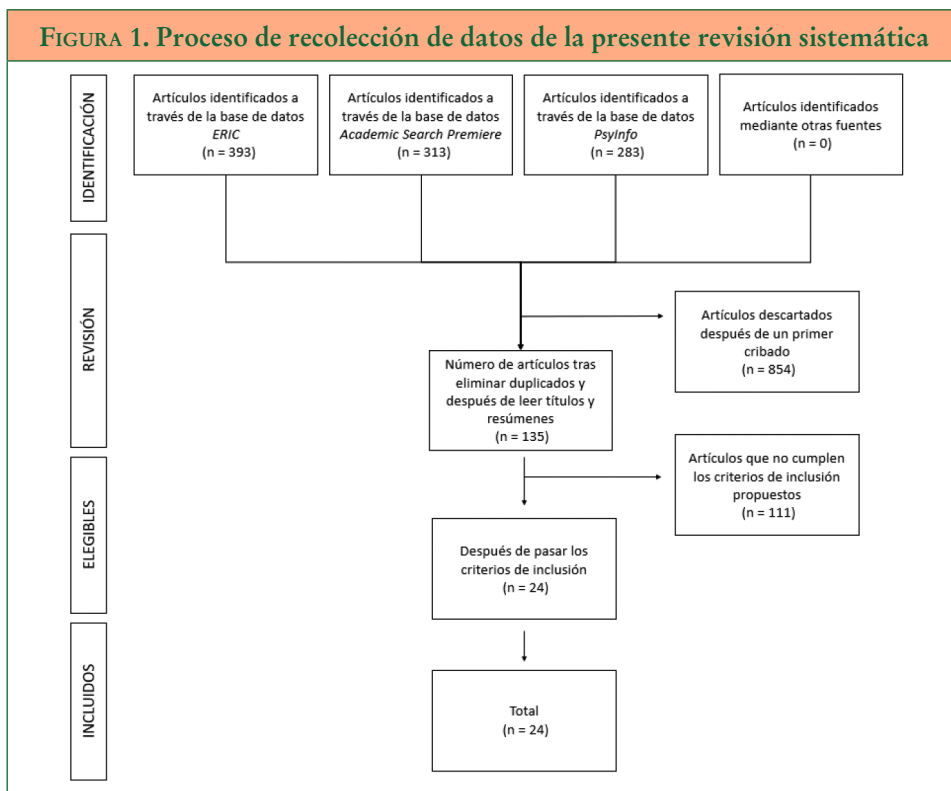 FIGURA 1. Proceso de recolección de datos de la presente revisión sistemática
IDENTIFICACIÓN
Artículos identificados a
través de la base de datos
ERIC
(n = 393)
Artículos identificados a
través de la base de datos
Academic Search Premiere
(n = 313)
Artículos identificados a
través de la base de datos
PsyInfo
(n = 283)
Artículos identificados
mediante otras fuentes
(n = 0)
REVISIÓN
Artículos descartados
después de un primer
cribado
(n = 854)
Número de artículos tras
eliminar duplicados y
después de leer títulos y
resúmenes
(n = 135)
ELEGIBLES
Artículos que no cumplen
los criterios de inclusión
propuestos
(n = 111)
Después de pasar los
criterios de inclusión
(n = 24)
INCLUIDOS
Total
(n = 24)